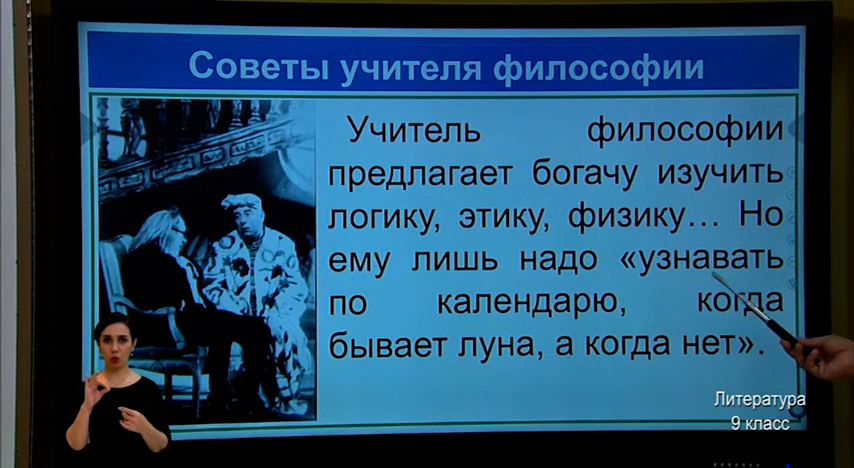 Советы учителя философии
Учитель философии
предлагает богачу изучить
логику, этику, физику... Но
ему лишь надо «узнавать
по календарю, когда
бывает луна, а когда нет».
Литература
9 класс